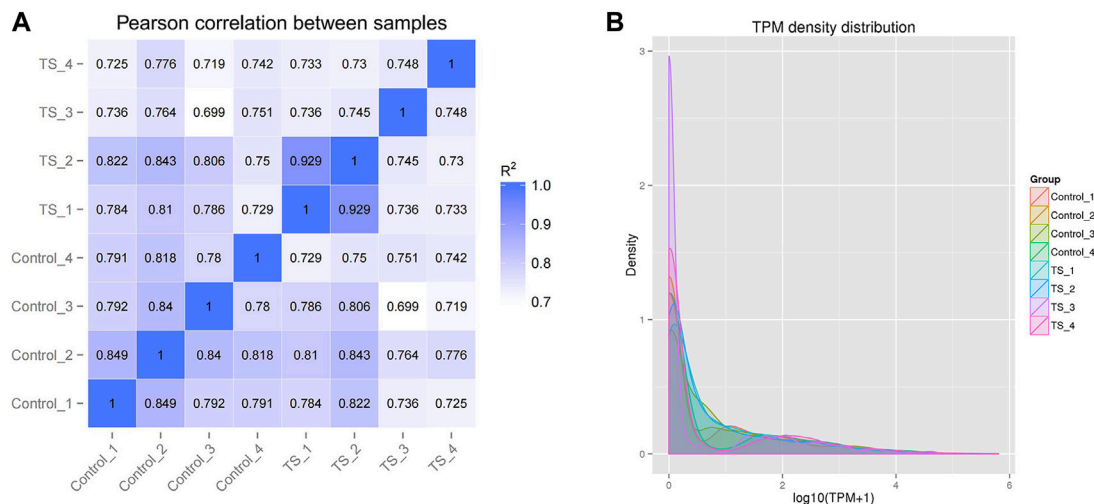 A
Pearson correlation between samples
TS_4 0.725 0.776 0.719 0.742 0.733 0.73 0.748 1
TS_3 0.736 0.764 0.699 0.751 0.736 0.745 1 0.748
TS_2 0.822 0.843 0.806 0.75 0.929 1 0.745 0.73
TS_1 0.784 0.81 0.786 0.729 1 0.929 0.736 0.733
Control_4 0.791 0.818 0.78 1 0.729 0.75 0.751 0.742
Control_3 0.792 0.84 1 0.78 0.786 0.806 0.699 0.719
Control_2 0.849 1 0.84 0.818 0.81 0.843 0.764 0.776
Control_1 1 0.849 0.792 0.791 0.784 0.822 0.736 0.725
Control_1 Control_2 Control_3 Control_4 TS_1 TS_2 TS_3 TS_4
R²
1.0
0.9
0.8
0.7
B
TPM density distribution
Density
3
2
1
0
0 2 4 6
log10(TPM+1)
Group
Control_1
Control_2
Control_3
Control_4
TS_1
TS_2
TS_3
TS_4